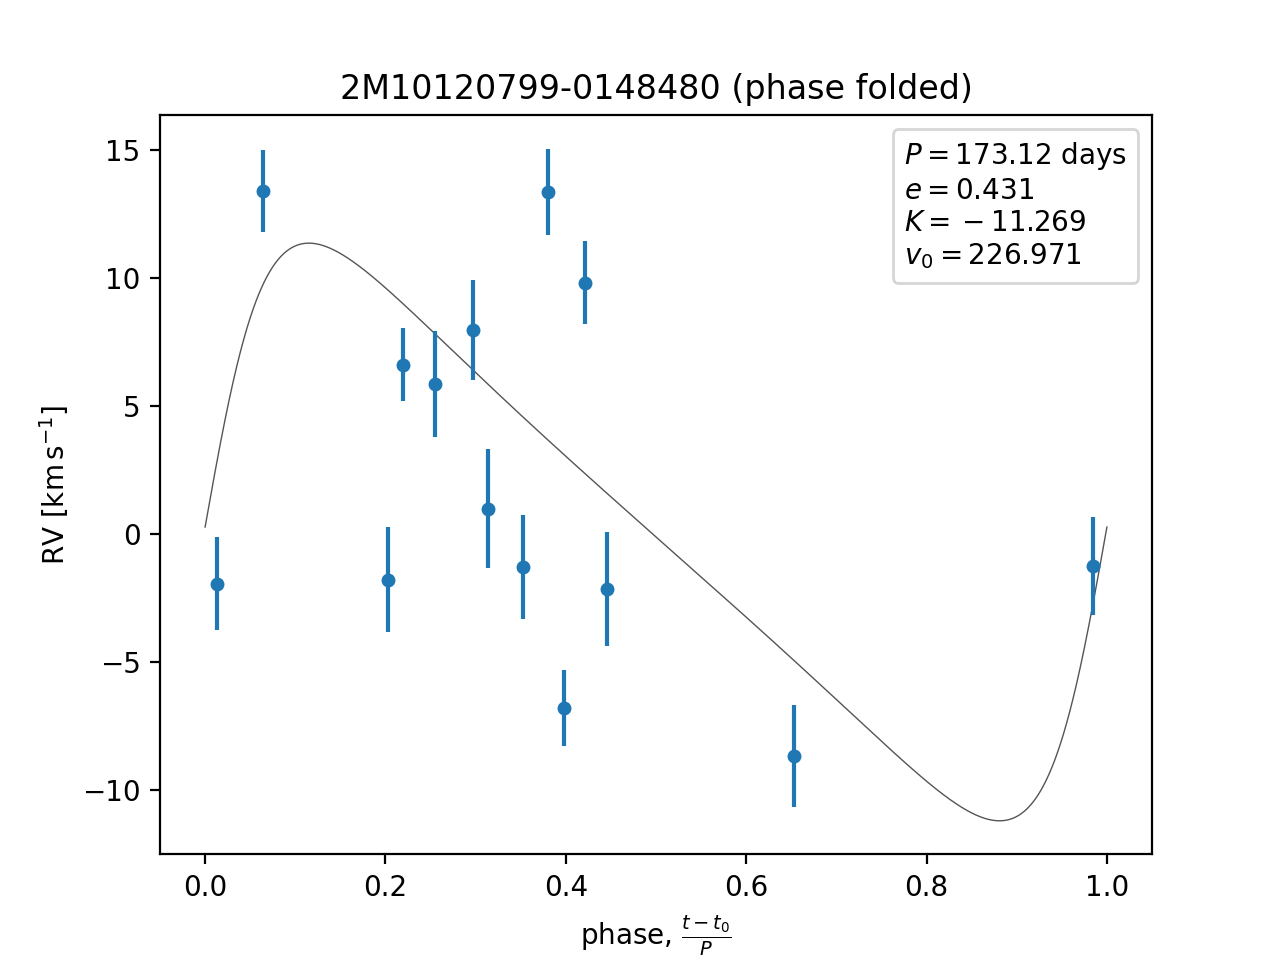 2M10120799-0148480 (phase folded)
P = 173.12 days
e = 0.431
K = −11.269
v₀ = 226.971
RV [km s⁻¹]
15
10
5
0
−5
−10
0.0 0.2 0.4 0.6 0.8 1.0
phase, (t − t₀)/P